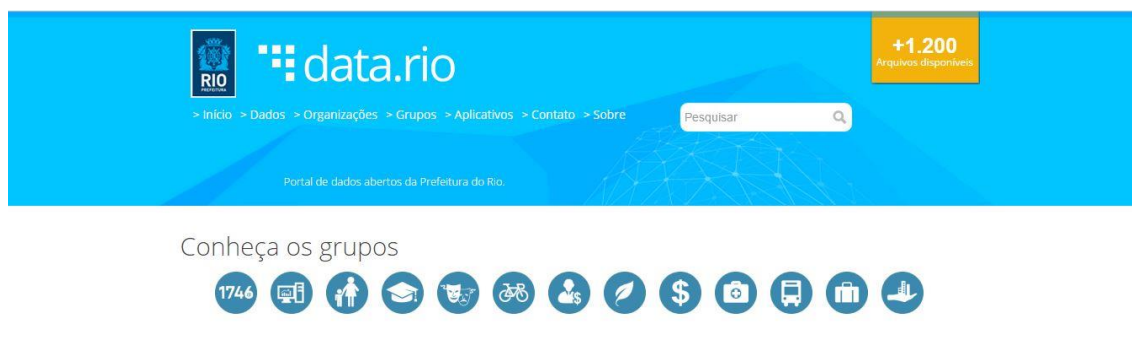 +1.200
Arquivos disponíveis
RIO
PREFEITURA
data.rio
> Início > Dados > Organizações > Grupos > Aplicativos > Contato > Sobre
Pesquisar
Portal de dados abertos da Prefeitura do Rio.
Conheça os grupos
1746
$